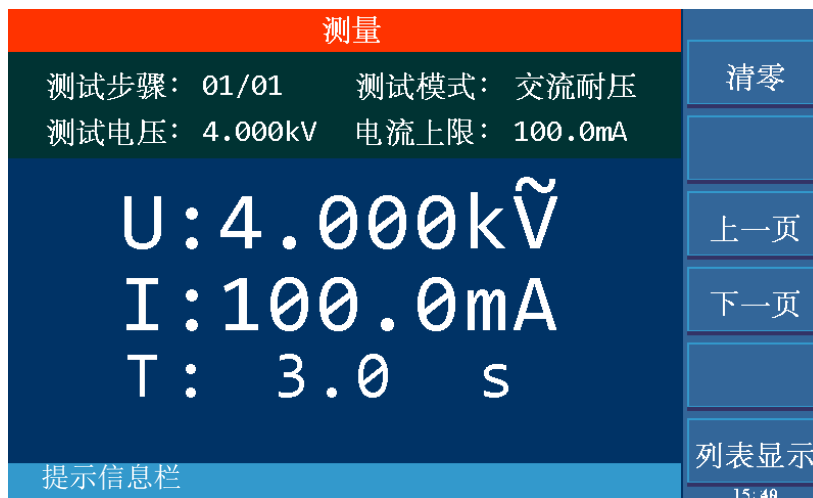 测量
测试步骤: 01/01 测试模式: 交流耐压
测试电压: 4.000kV 电流上限: 100.0mA
U:4.000kṼ
I:100.0mA
T: 3.0 s
提示信息栏
清零
上一页
下一页
列表显示
15:40